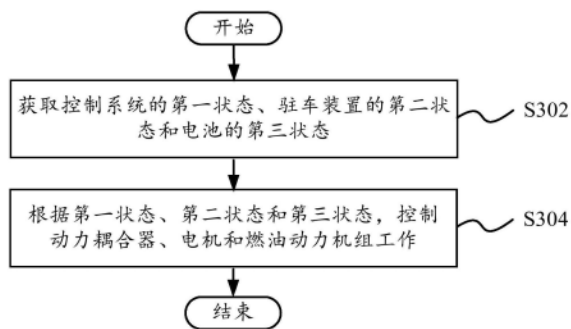 开始
获取控制系统的第一状态、驻车装置的第二状
态和电池的第三状态
S302
根据第一状态、第二状态和第三状态，控制
动力耦合器、电机和燃油动力机组工作
S304
结束